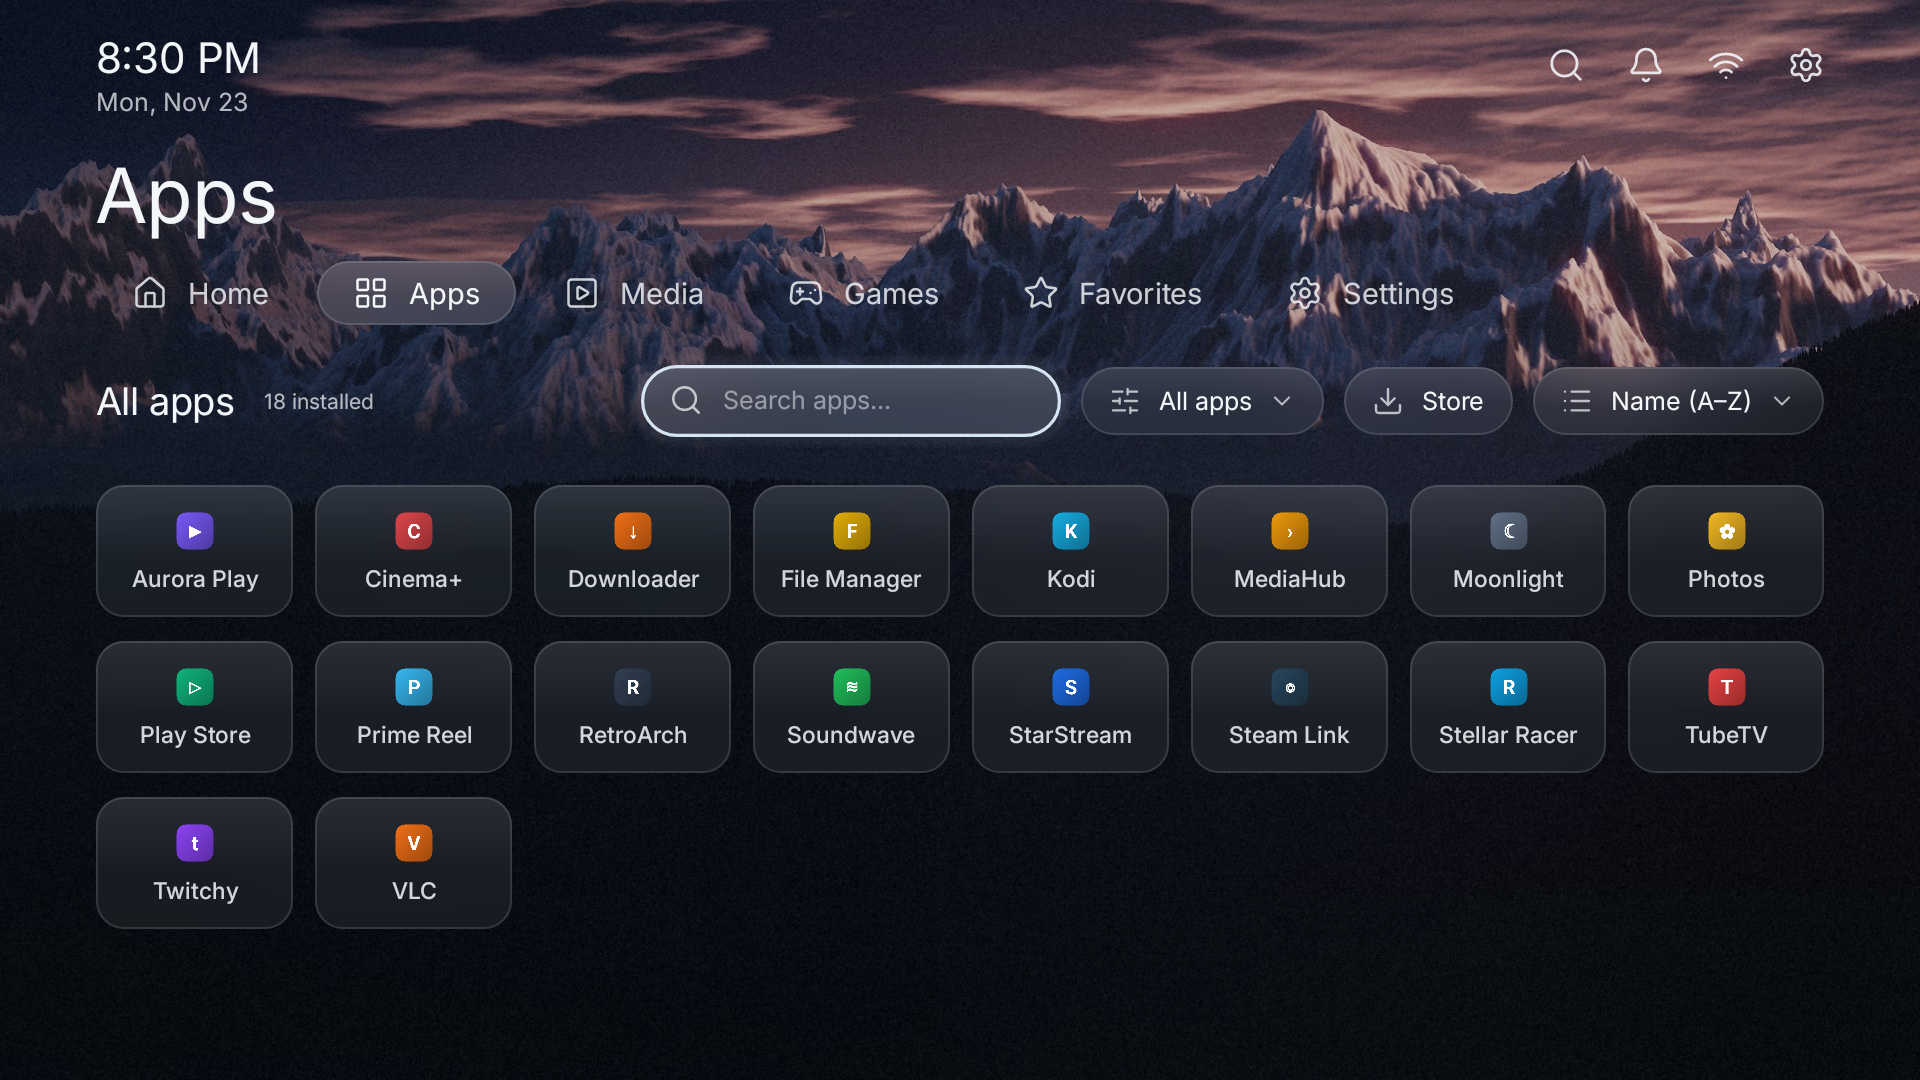 8:30 PM
Mon, Nov 23
Apps
Home
Apps
Media
Games
Favorites
Settings
All apps
18 installed
Search apps...
All apps
Store
Name (A–Z)
Aurora Play
C
Cinema+
Downloader
F
File Manager
K
Kodi
MediaHub
Moonlight
Photos
Play Store
P
Prime Reel
R
RetroArch
Soundwave
S
StarStream
Steam Link
R
Stellar Racer
T
TubeTV
t
Twitchy
V
VLC